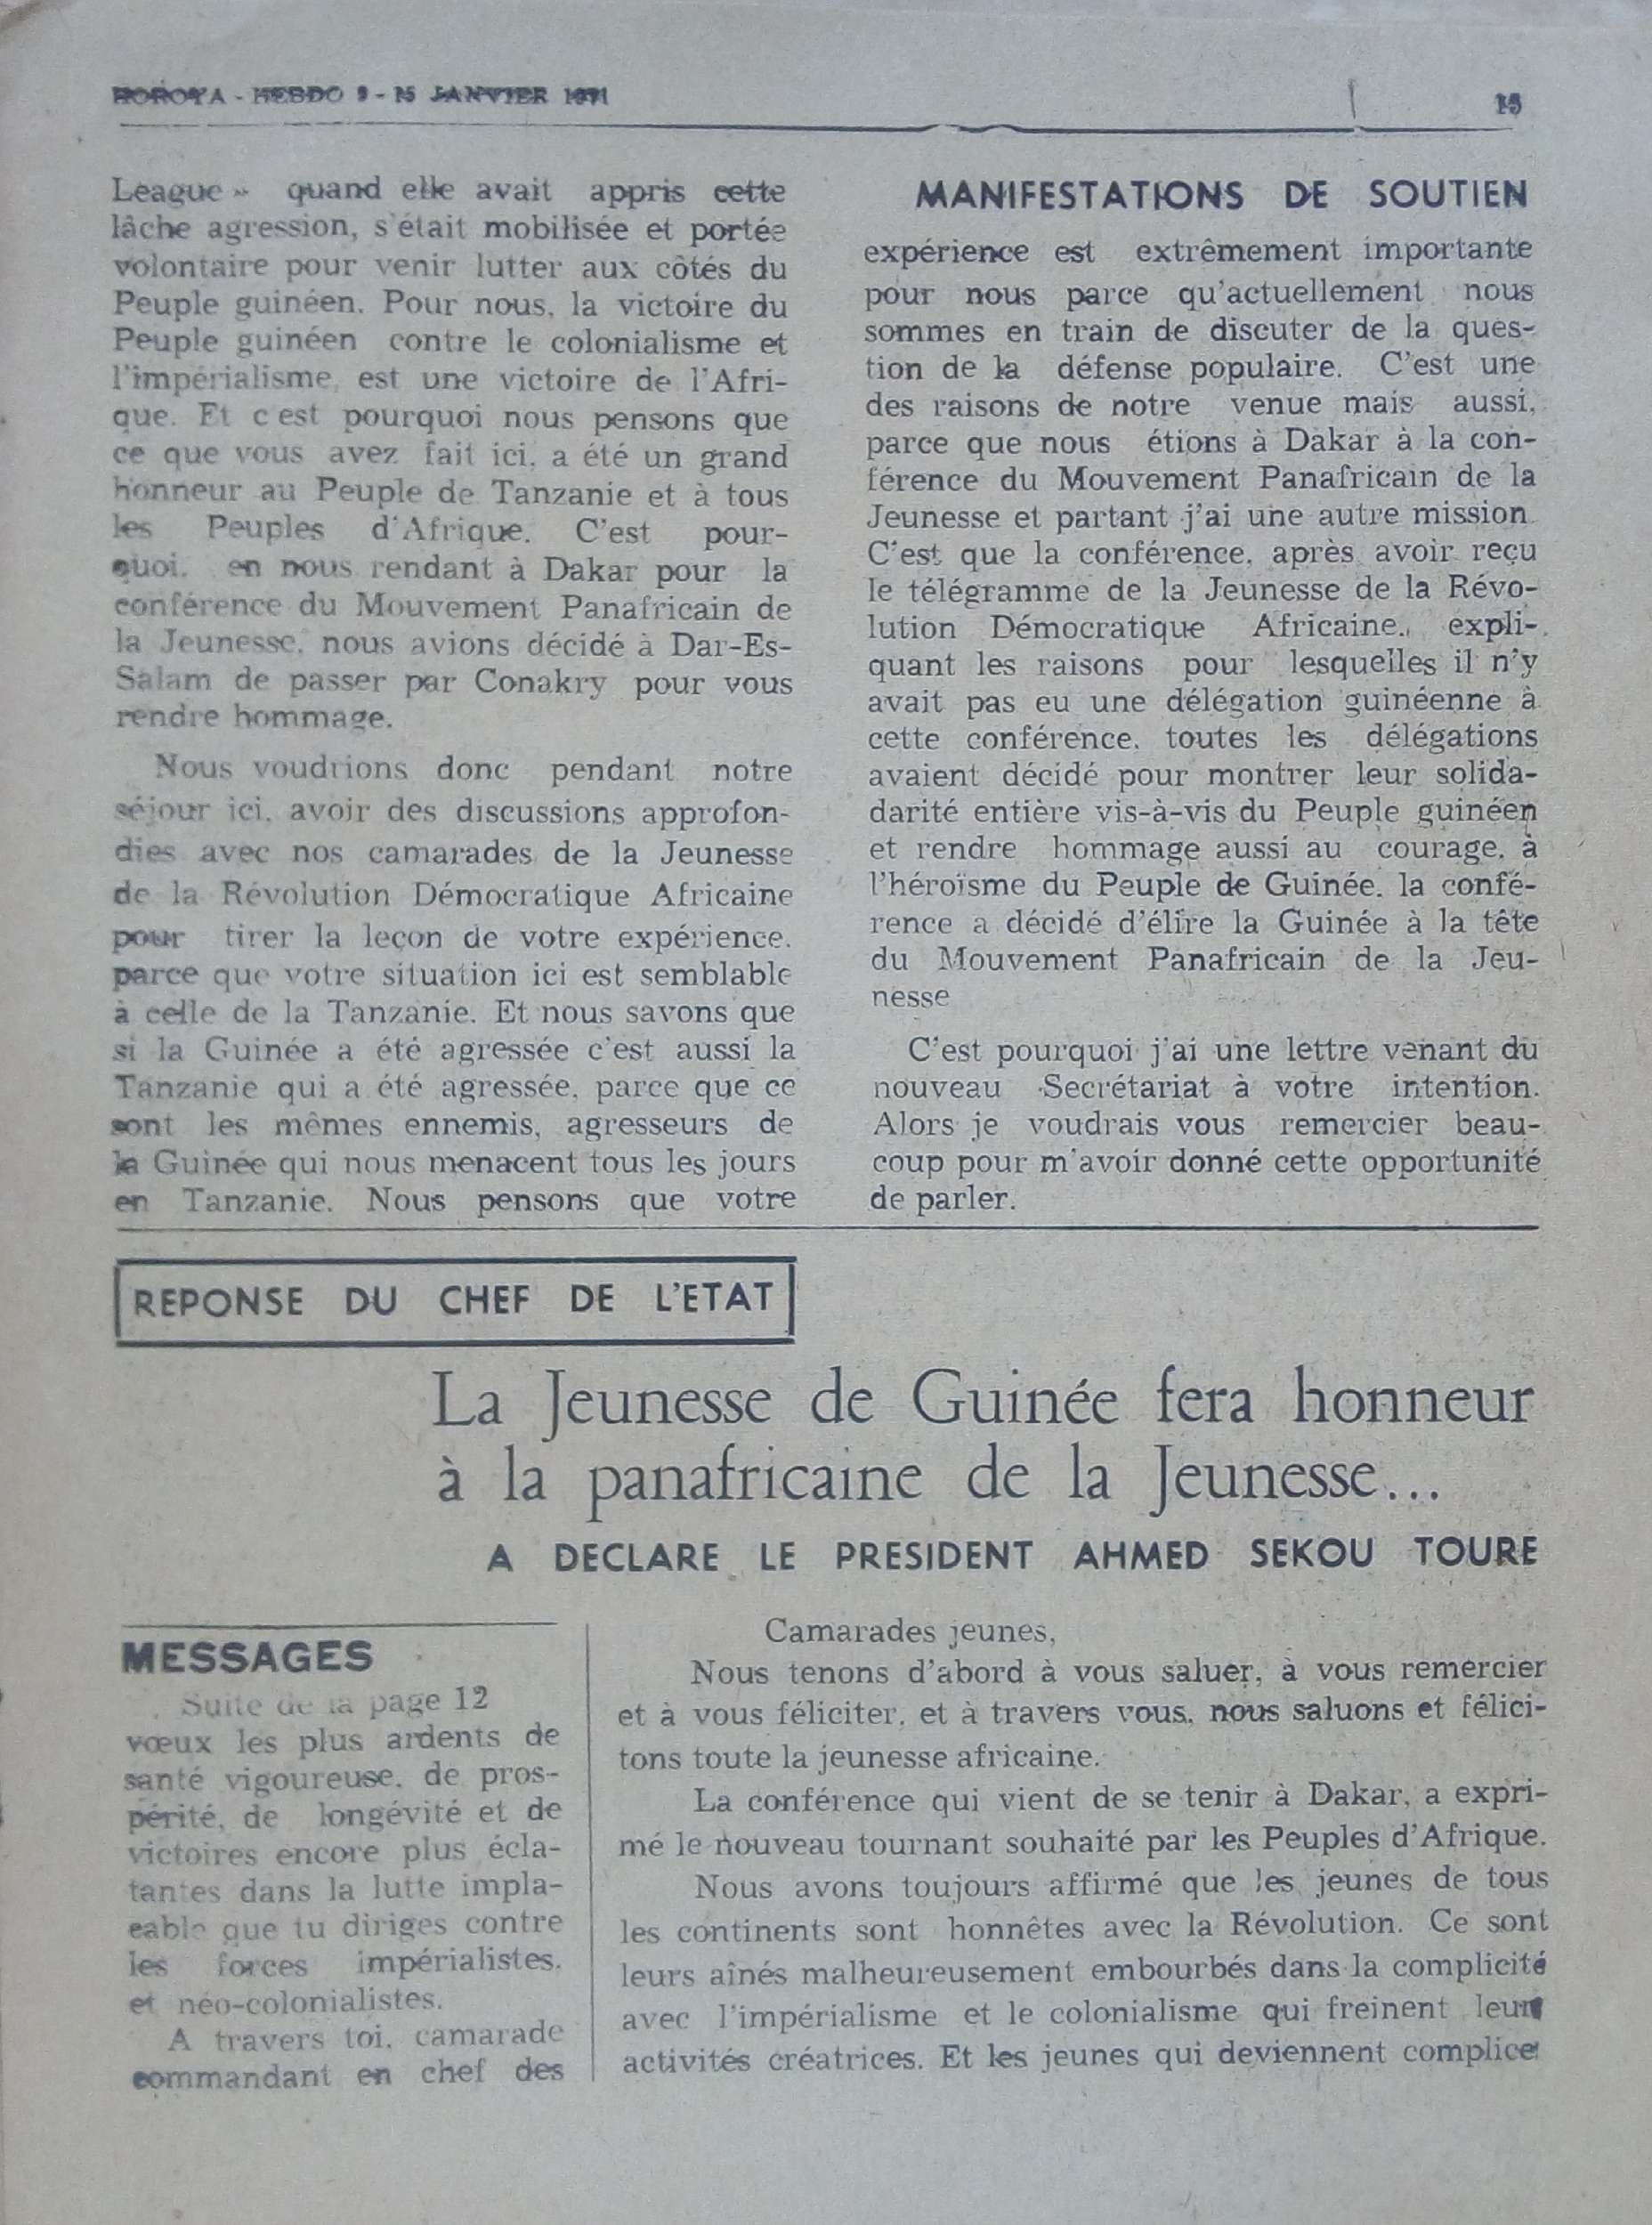 HOROYA - HEBDO 9 - 15 JANVIER 1971
15
League » quand elle avait appris cette
lâche agression, s'était mobilisée et portée
volontaire pour venir lutter aux côtés du
Peuple guinéen. Pour nous, la victoire du
Peuple guinéen contre le colonialisme et
l'impérialisme, est une victoire de l'Afri-
que. Et c'est pourquoi nous pensons que
ce que vous avez fait ici, a été un grand
honneur au Peuple de Tanzanie et à tous
les Peuples d'Afrique. C'est pour-
quoi, en nous rendant à Dakar pour la
conférence du Mouvement Panafricain de
la Jeunesse, nous avions décidé à Dar-Es-
Salam de passer par Conakry pour vous
rendre hommage.
Nous voudrions donc pendant notre
séjour ici, avoir des discussions approfon-
dies avec nos camarades de la Jeunesse
de la Révolution Démocratique Africaine
pour tirer la leçon de votre expérience.
parce que votre situation ici est semblable
à celle de la Tanzanie. Et nous savons que
si la Guinée a été agressée c'est aussi la
Tanzanie qui a été agressée, parce que ce
sont les mêmes ennemis, agresseurs de
la Guinée qui nous menacent tous les jours
en Tanzanie. Nous pensons que votre
MANIFESTATIONS DE SOUTIEN
expérience est extrêmement importante
pour nous parce qu'actuellement nous
sommes en train de discuter de la ques-
tion de la défense populaire. C'est une
des raisons de notre venue mais aussi,
parce que nous étions à Dakar à la con-
férence du Mouvement Panafricain de la
Jeunesse et partant j'ai une autre mission.
C'est que la conférence, après avoir reçu
le télégramme de la Jeunesse de la Révo-
lution Démocratique Africaine, expli-
quant les raisons pour lesquelles il n'y
avait pas eu une délégation guinéenne à
cette conférence, toutes les délégations
avaient décidé pour montrer leur solida-
darité entière vis-à-vis du Peuple guinéen
et rendre hommage aussi au courage, à
l'héroïsme du Peuple de Guinée, la confé-
rence a décidé d'élire la Guinée à la tête
du Mouvement Panafricain de la Jeu-
nesse
C'est pourquoi j'ai une lettre venant du
nouveau Secrétariat à votre intention.
Alors je voudrais vous remercier beau-
coup pour m'avoir donné cette opportunité
de parler.
REPONSE DU CHEF DE L'ETAT
La Jeunesse de Guinée fera honneur
à la panafricaine de la Jeunesse...
A DECLARE LE PRESIDENT AHMED SEKOU TOURE
MESSAGES
Suite de la page 12
vœux les plus ardents de
santé vigoureuse, de pros-
périté, de longévité et de
victoires encore plus écla-
tantes dans la lutte impla-
cable que tu diriges contre
les forces impérialistes,
et néo-colonialistes.
A travers toi, camarade
commandant en chef des
Camarades jeunes,
Nous tenons d'abord à vous saluer, à vous remercier
et à vous féliciter, et à travers vous, nous saluons et félici-
tons toute la jeunesse africaine.
La conférence qui vient de se tenir à Dakar, a expri-
mé le nouveau tournant souhaité par les Peuples d'Afrique.
Nous avons toujours affirmé que les jeunes de tous
les continents sont honnêtes avec la Révolution. Ce sont
leurs aînés malheureusement embourbés dans la complicité
avec l'impérialisme et le colonialisme qui freinent leurs
activités créatrices. Et les jeunes qui deviennent complices